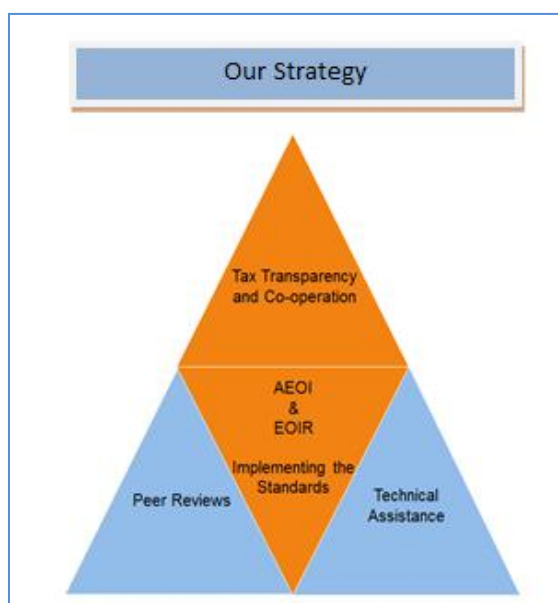 Our Strategy
Tax Transparency
and Co-operation
AEOI
&
EOIR
Implementing the
Standards
Peer Reviews
Technical
Assistance